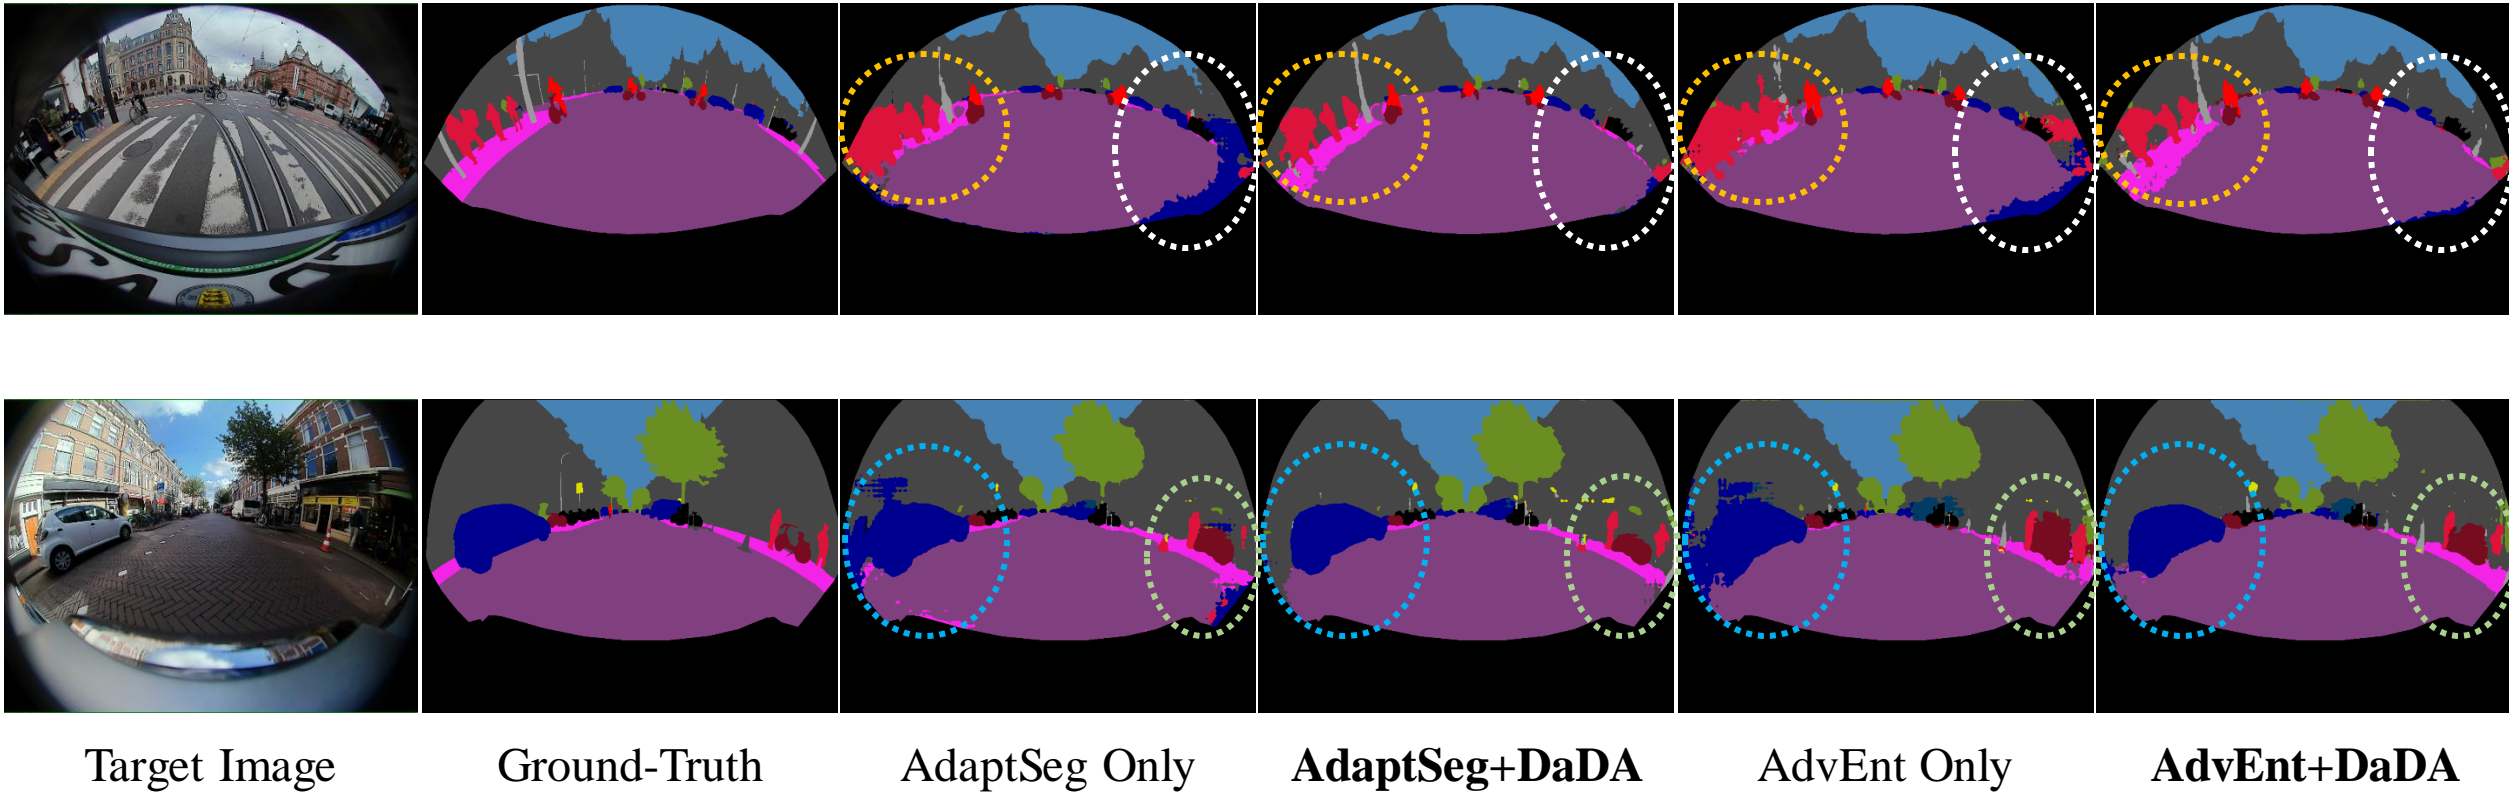 Target Image
Ground-Truth
AdaptSeg Only
AdaptSeg+DaDA
AdvEnt Only
AdvEnt+DaDA